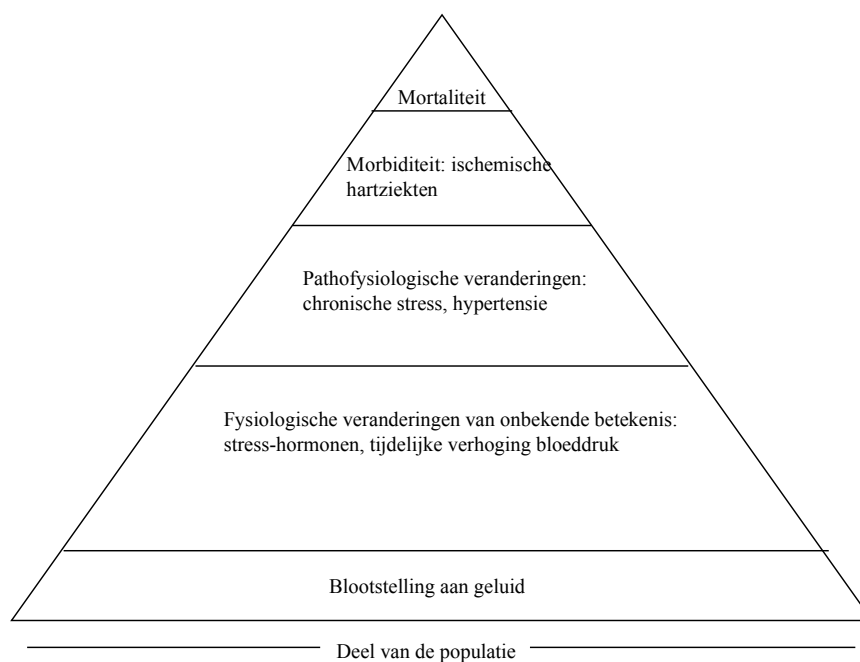 Mortaliteit
Morbiditeit: ischemische
hartziekten
Pathofysiologische veranderingen:
chronische stress, hypertensie
Fysiologische veranderingen van onbekende betekenis:
stress-hormonen, tijdelijke verhoging bloeddruk
Blootstelling aan geluid
Deel van de populatie